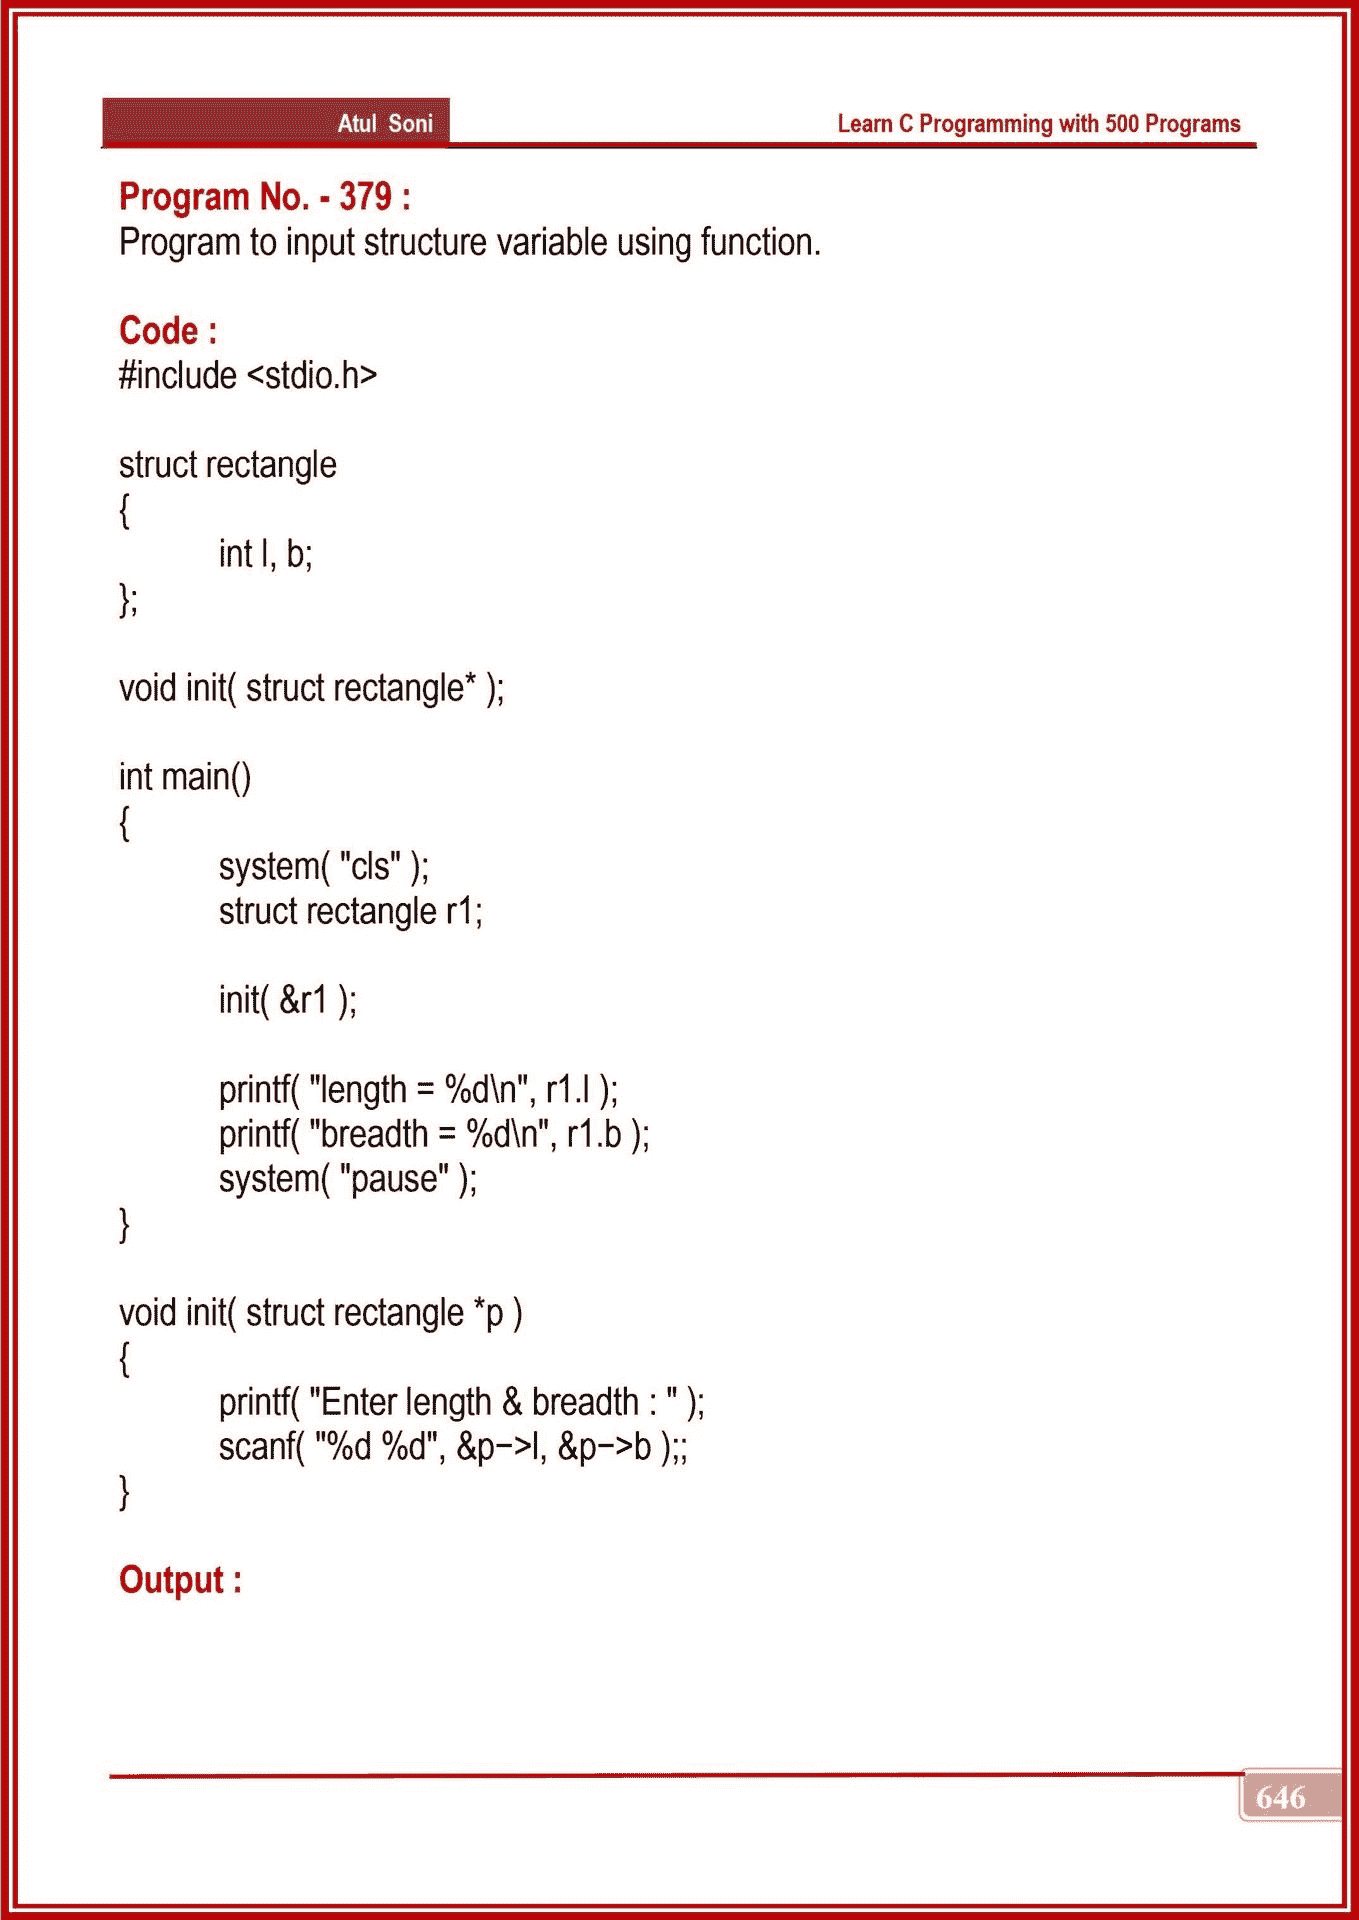 Atul Soni
Learn C Programming with 500 Programs
Program No. - 379 :
Program to input structure variable using function.
Code :
#include <stdio.h>
struct rectangle
{
int l, b;
};
void init( struct rectangle* );
int main()
{
system( "cls" );
struct rectangle r1;
init( &r1 );
printf( "length = %d\n", r1.l );
printf( "breadth = %d\n", r1.b );
system( "pause" );
}
void init( struct rectangle *p )
{
printf( "Enter length & breadth : " );
scanf( "%d %d", &p−>l, &p−>b );;
}
Output :
646